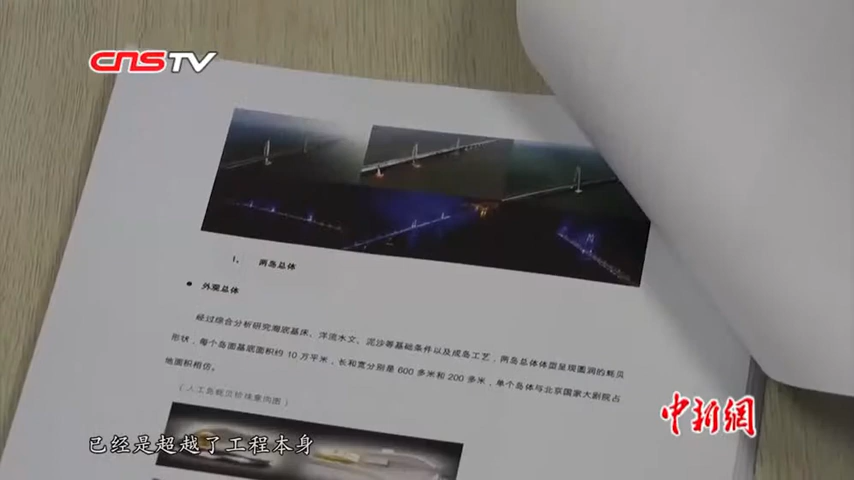 CNSTV
1、 两岛总体
● 外观总体
经过综合分析研究海底基床、洋流水文、泥沙等基础条件以及成岛工艺，两岛总体体型呈现圆润的蚝贝
形状，每个岛面基底面积约 10 万平米，长和宽分别是 600 多米和 200 多米，单个岛体与北京国家大剧院占
地面积相仿。
（人工岛蚝贝珍珠意向图）
中新網
已经是超越了工程本身